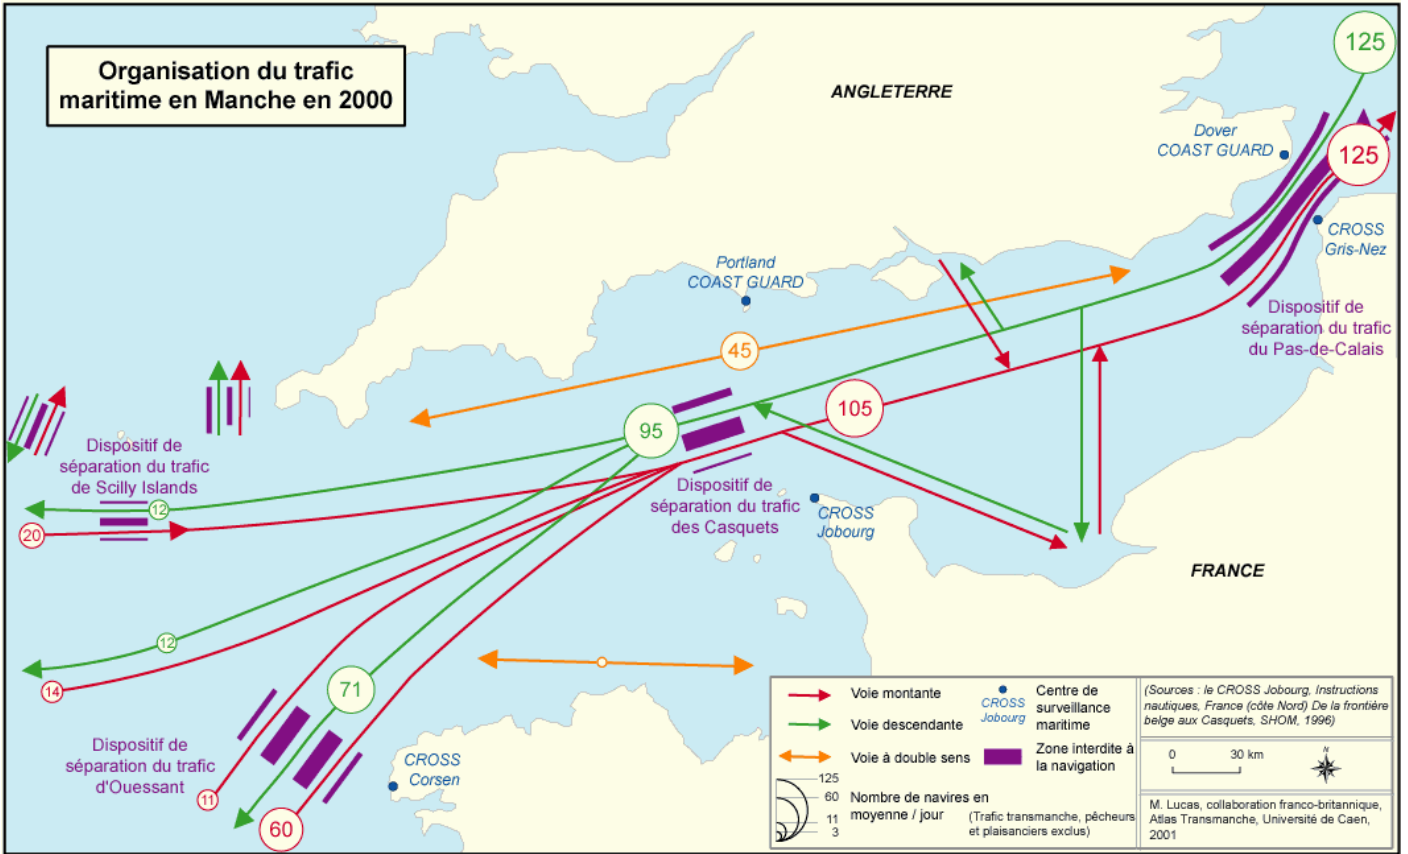 Organisation du trafic
maritime en Manche en 2000
ANGLETERRE
125
Dover
COAST GUARD
125
CROSS
Gris-Nez
Portland
COAST GUARD
Dispositif de
séparation du trafic
du Pas-de-Calais
45
105
95
Dispositif de
séparation du trafic
de Scilly Islands
12
20
Dispositif de
séparation du trafic
des Casquets
CROSS
Jobourg
FRANCE
12
14
71
Dispositif de
séparation du trafic
d'Ouessant
11
60
CROSS
Corsen
Voie montante
Voie descendante
Voie à double sens
CROSS
Jobourg
Centre de
surveillance
maritime
Zone interdite à
la navigation
125
60
11
3
Nombre de navires en
moyenne / jour
(Trafic transmanche, pêcheurs
et plaisanciers exclus)
(Sources : le CROSS Jobourg, Instructions
nautiques, France (côte Nord) De la frontière
belge aux Casquets, SHOM, 1996)
0 30 km
N
M. Lucas, collaboration franco-britannique,
Atlas Transmanche, Université de Caen,
2001